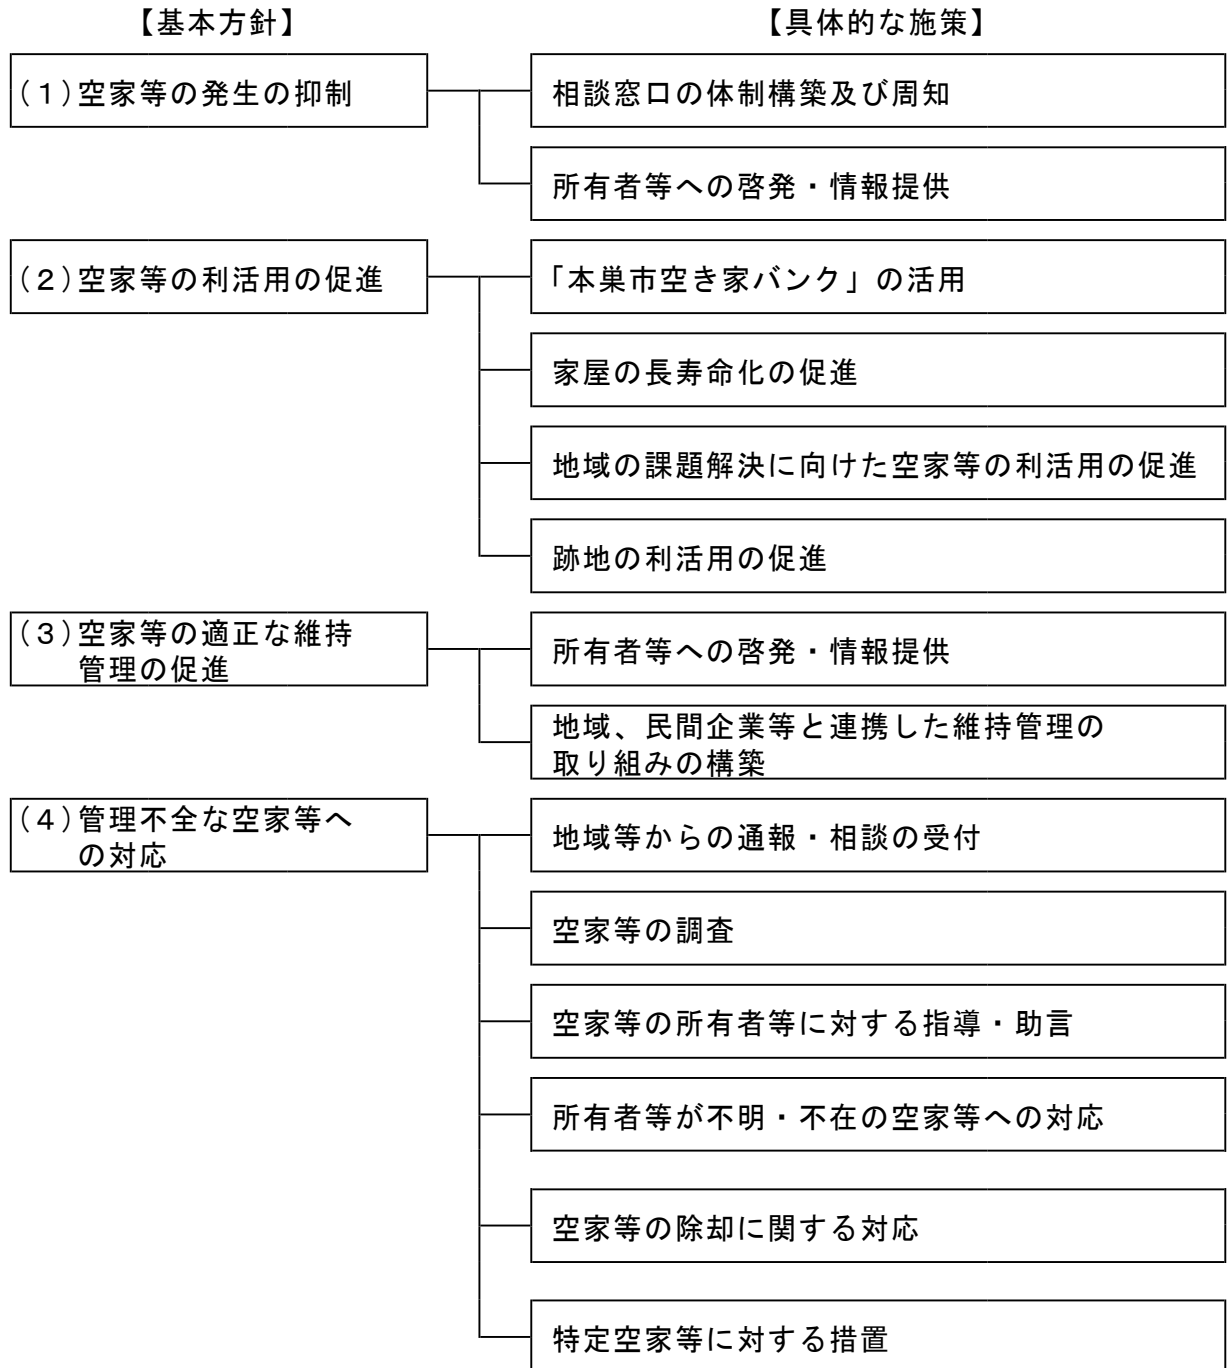 【基本方針】
【具体的な施策】
(1)空家等の発生の抑制
相談窓口の体制構築及び周知
所有者等への啓発・情報提供
(2)空家等の利活用の促進
「本巣市空き家バンク」の活用
家屋の長寿命化の促進
地域の課題解決に向けた空家等の利活用の促進
跡地の利活用の促進
(3)空家等の適正な維持
管理の促進
所有者等への啓発・情報提供
地域、民間企業等と連携した維持管理の
取り組みの構築
(4)管理不全な空家等へ
の対応
地域等からの通報・相談の受付
空家等の調査
空家等の所有者等に対する指導・助言
所有者等が不明・不在の空家等への対応
空家等の除却に関する対応
特定空家等に対する措置